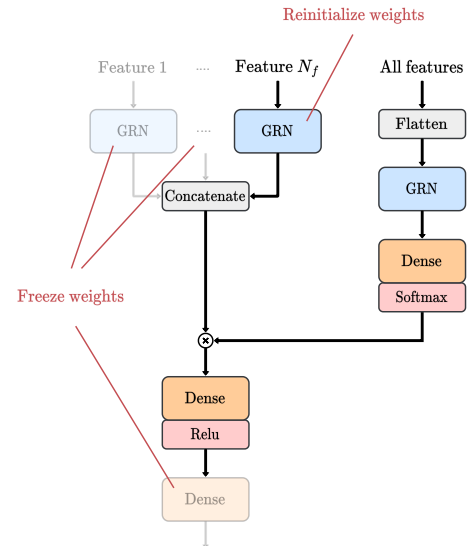 Reinitialize weights
Feature 1 .... Feature N_f All features
GRN .... GRN Flatten
Concatenate GRN
Dense
Softmax
Freeze weights
×
Dense
Relu
Dense